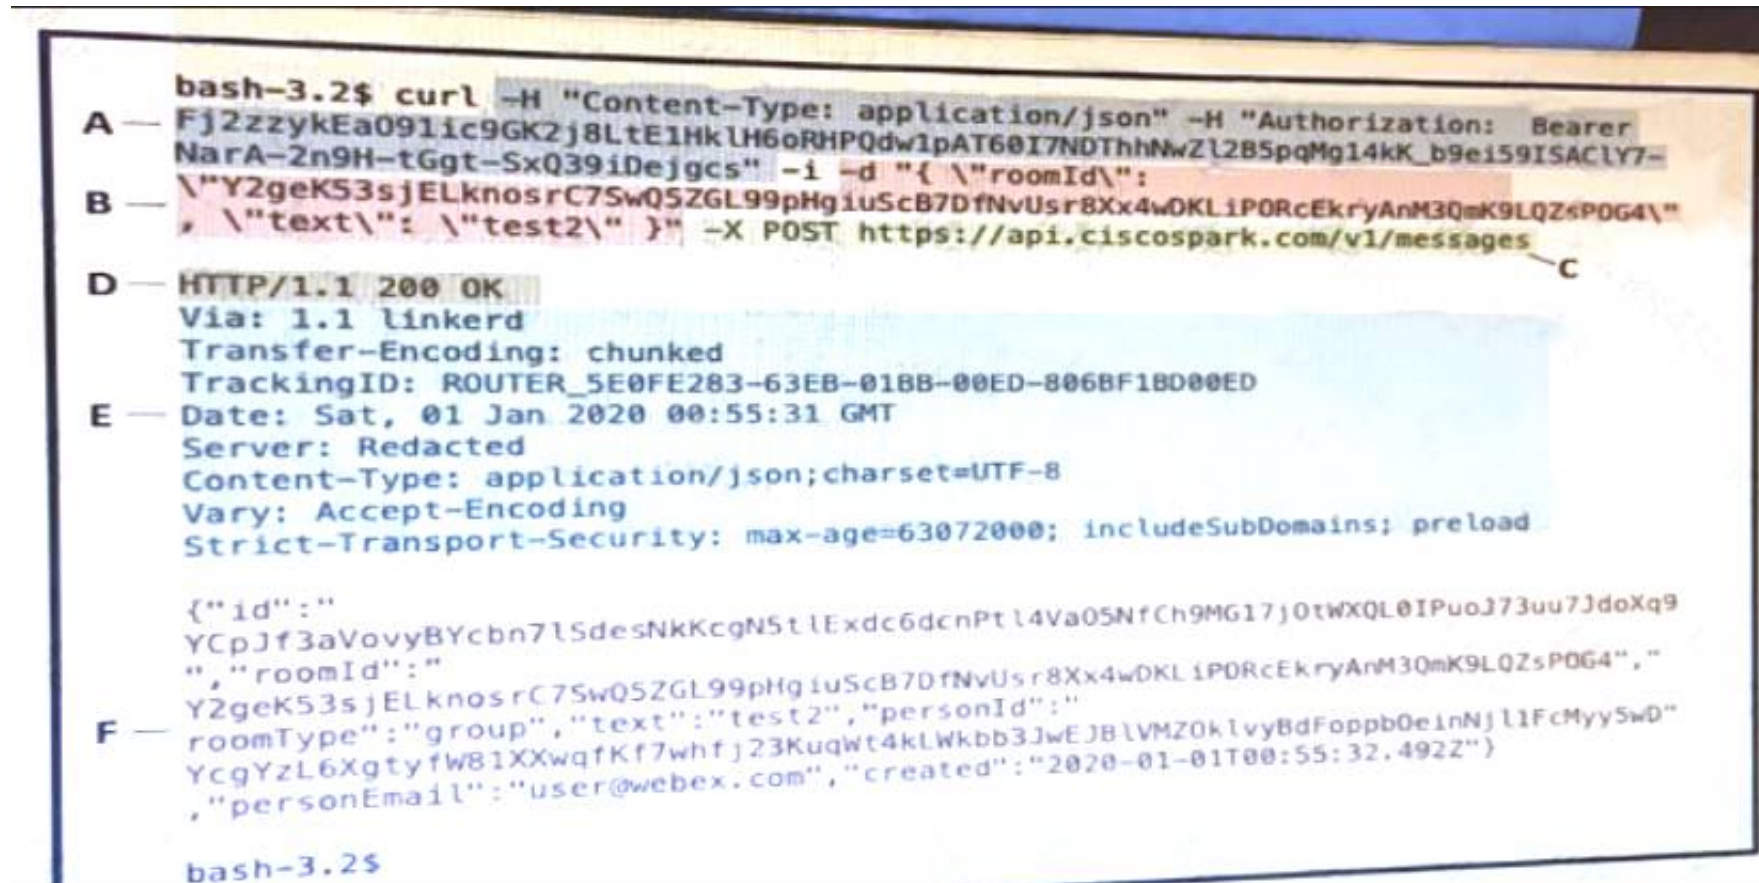 bash-3.2$ curl -H "Content-Type: application/json" -H "Authorization: Bearer
A Fj2zzykEaO91ic9GK2j8LtE1HklH6oRHPQdw1pAT60I7NDThhNwZl2B5pqMg14kK_b9ei59ISAClY7-
NarA-2n9H-tGgt-SxQ39iDejgcs" -i -d "{ \"roomId\":
B \"Y2geK53sjELknosrC7SwQ5ZGL99pHgiuScB7DfNvUsr8Xx4wDKLiPORcEkryAnM3QmK9LQZsPOG4\"
, \"text\": \"test2\" }" -X POST https://api.ciscospark.com/v1/messages
C
D HTTP/1.1 200 OK
Via: 1.1 linkerd
Transfer-Encoding: chunked
TrackingID: ROUTER_5E0FE283-63EB-01BB-00ED-806BF1BD00ED
E Date: Sat, 01 Jan 2020 00:55:31 GMT
Server: Redacted
Content-Type: application/json;charset=UTF-8
Vary: Accept-Encoding
Strict-Transport-Security: max-age=63072000; includeSubDomains; preload
{"id":"
YCpJf3aVovyBYcbn7lSdesNkKcgN5tlExdc6dcnPtl4VaO5NfCh9MG17jOtWXQL0IPuoJ73uu7JdoXq9
","roomId":"
Y2geK53sjELknosrC7SwQ5ZGL99pHgiuScB7DfNvUsr8Xx4wDKLiPORcEkryAnM3QmK9LQZsPOG4","
F roomType":"group","text":"test2","personId":"
YcgYzL6XgtyfW81XXwqfKf7whfj23KuqWt4kLWkbb3JwEJBlVMZOklvyBdFoppbOeinNjl1FcMyy5wD"
,"personEmail":"user@webex.com","created":"2020-01-01T00:55:32.492Z"}
bash-3.2$